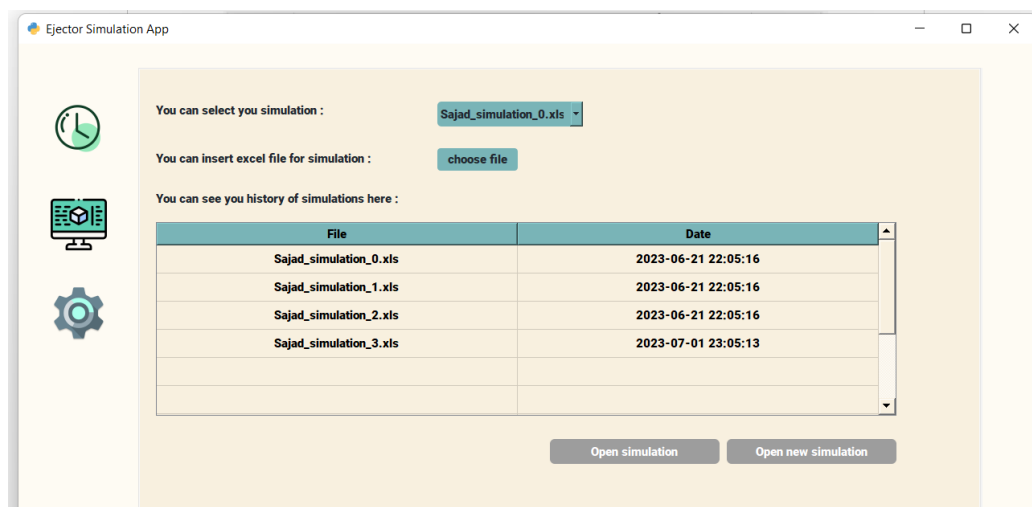 Ejector Simulation App
You can select you simulation :
Sajad_simulation_0.xls
You can insert excel file for simulation :
choose file
You can see you history of simulations here :
File Date
Sajad_simulation_0.xls 2023-06-21 22:05:16
Sajad_simulation_1.xls 2023-06-21 22:05:16
Sajad_simulation_2.xls 2023-06-21 22:05:16
Sajad_simulation_3.xls 2023-07-01 23:05:13
Open simulation Open new simulation